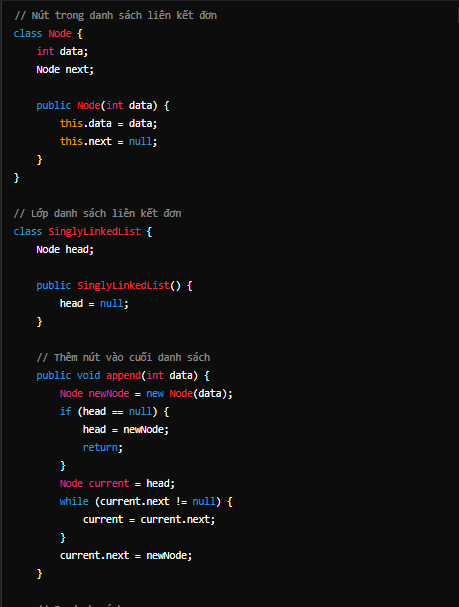 // Nút trong danh sách liên kết đơn
class Node {
    int data;
    Node next;

    public Node(int data) {
        this.data = data;
        this.next = null;
    }
}

// Lớp danh sách liên kết đơn
class SinglyLinkedList {
    Node head;

    public SinglyLinkedList() {
        head = null;
    }

    // Thêm nút vào cuối danh sách
    public void append(int data) {
        Node newNode = new Node(data);
        if (head == null) {
            head = newNode;
            return;
        }
        Node current = head;
        while (current.next != null) {
            current = current.next;
        }
        current.next = newNode;
    }